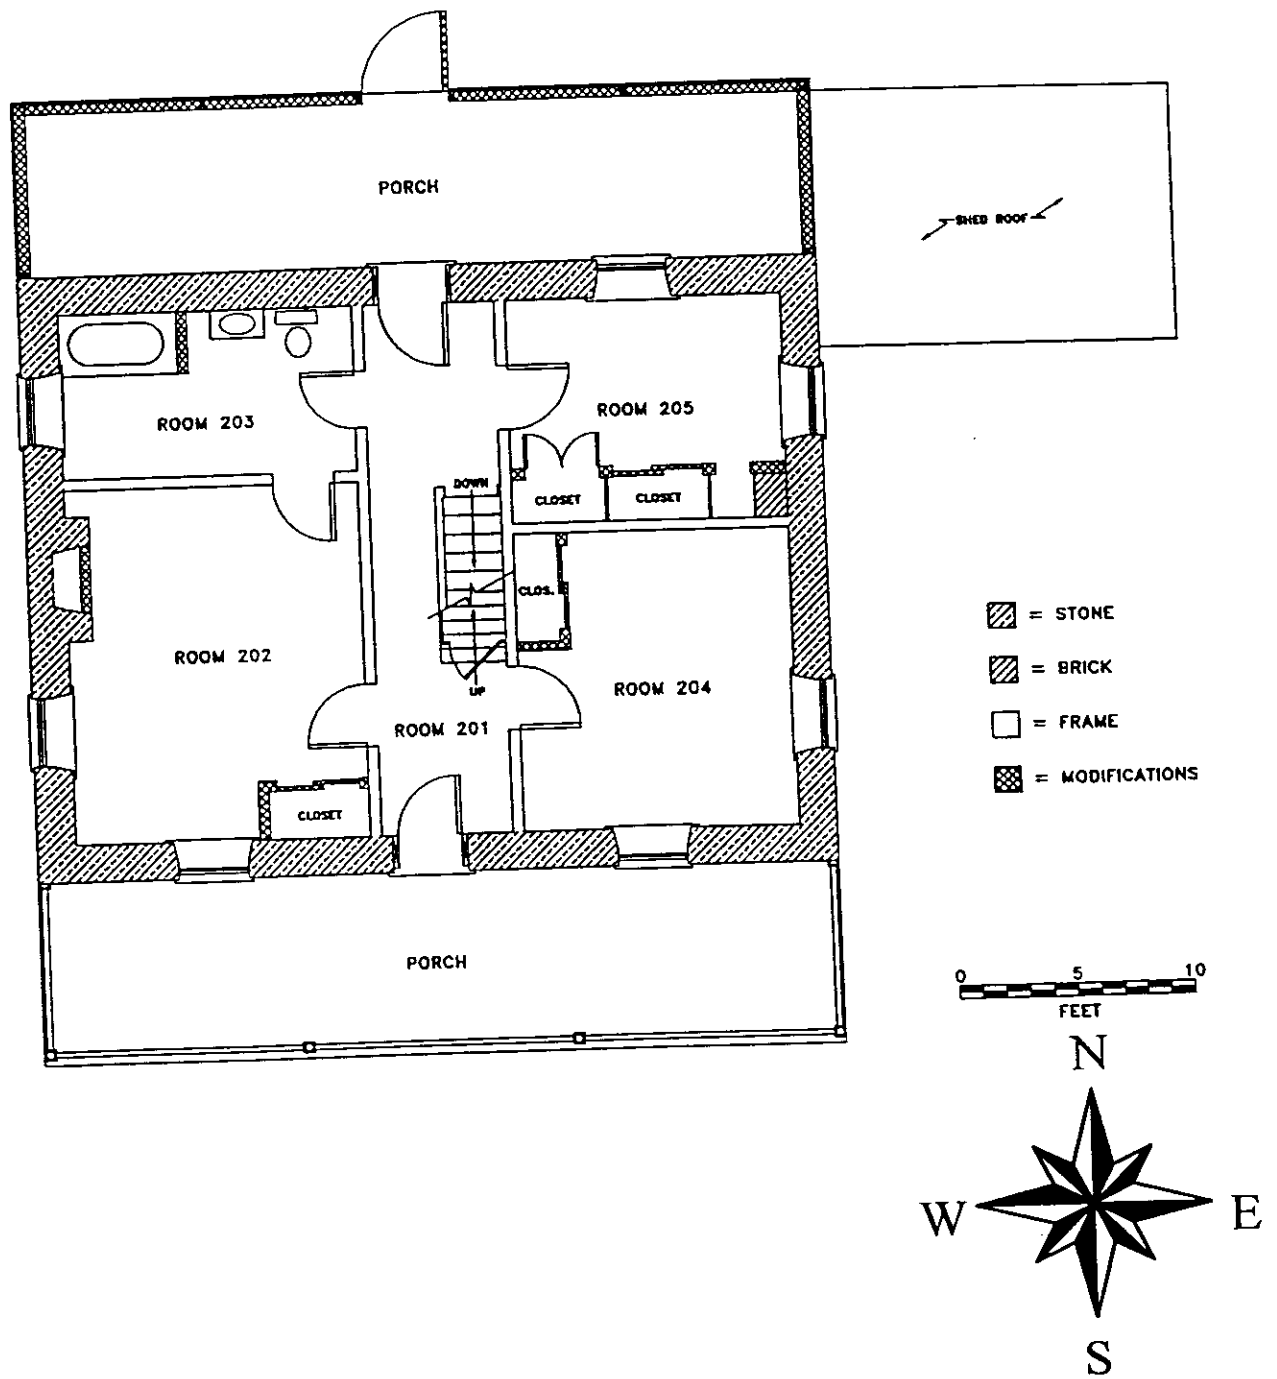 PORCH
SHED ROOF
ROOM 203
ROOM 205
DOWN
CLOSET
CLOSET
CLOS.
ROOM 202
UP
ROOM 204
ROOM 201
CLOSET
PORCH
= STONE
= BRICK
= FRAME
= MODIFICATIONS
0 5 10
FEET
N
W E
S